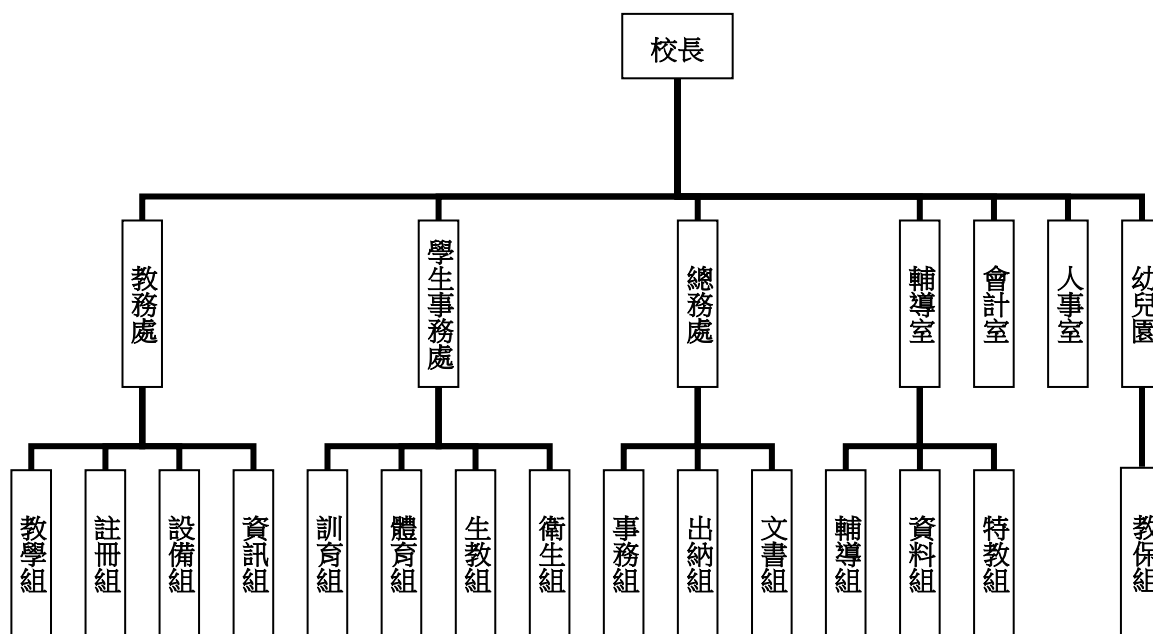 校長
教務處
學生事務處
總務處
輔導室
會計室
人事室
幼兒園
教學組
註冊組
設備組
資訊組
訓育組
體育組
生教組
衛生組
事務組
出納組
文書組
輔導組
資料組
特教組
教保組